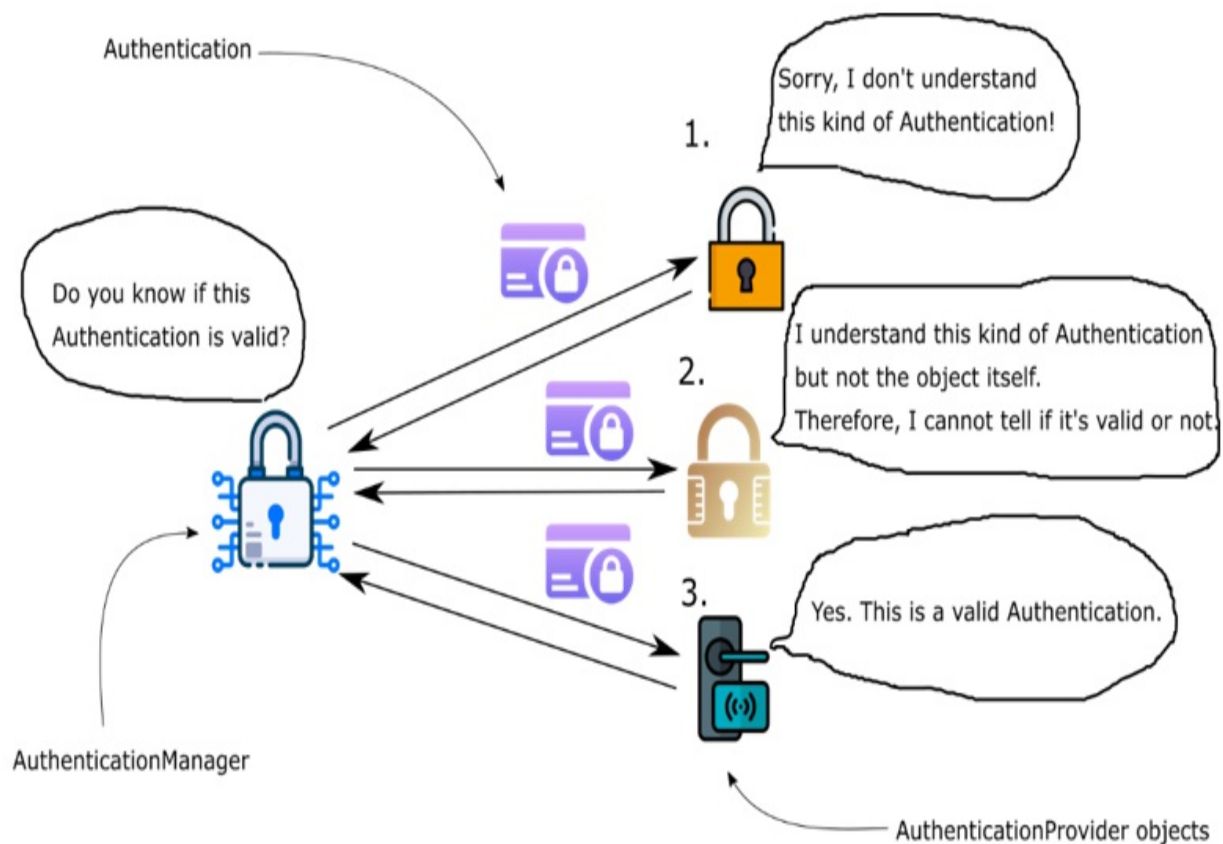 Authentication
Sorry, I don't understand
this kind of Authentication!
1.
Do you know if this
Authentication is valid?
I understand this kind of Authentication
but not the object itself.
Therefore, I cannot tell if it's valid or not.
2.
3.
Yes. This is a valid Authentication.
AuthenticationManager
AuthenticationProvider objects